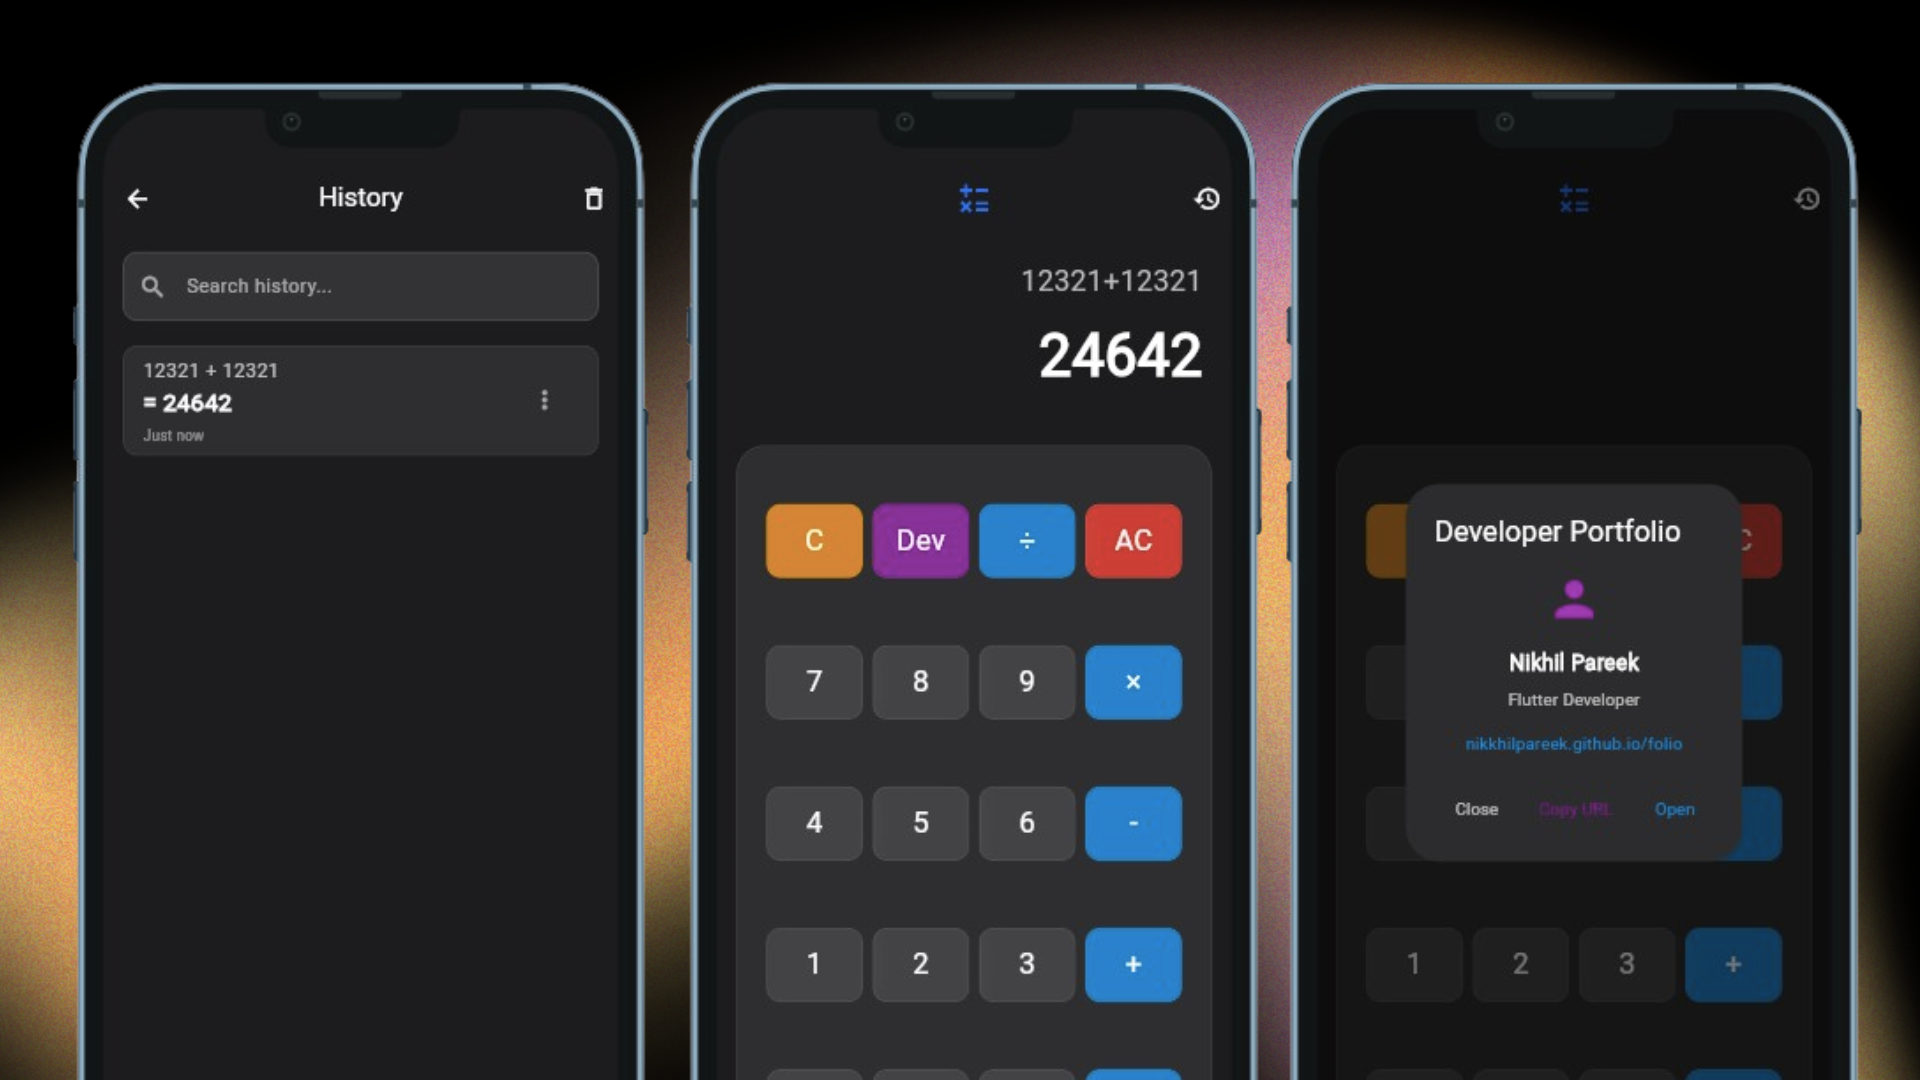 History
Search history...
12321 + 12321
= 24642
Just now
12321+12321
24642
C Dev ÷ AC
7 8 9 ×
4 5 6 -
1 2 3 +
C
Developer Portfolio
Nikhil Pareek
Flutter Developer
nikkhilpareek.github.io/folio
Close Copy URL Open
1 2 3 +